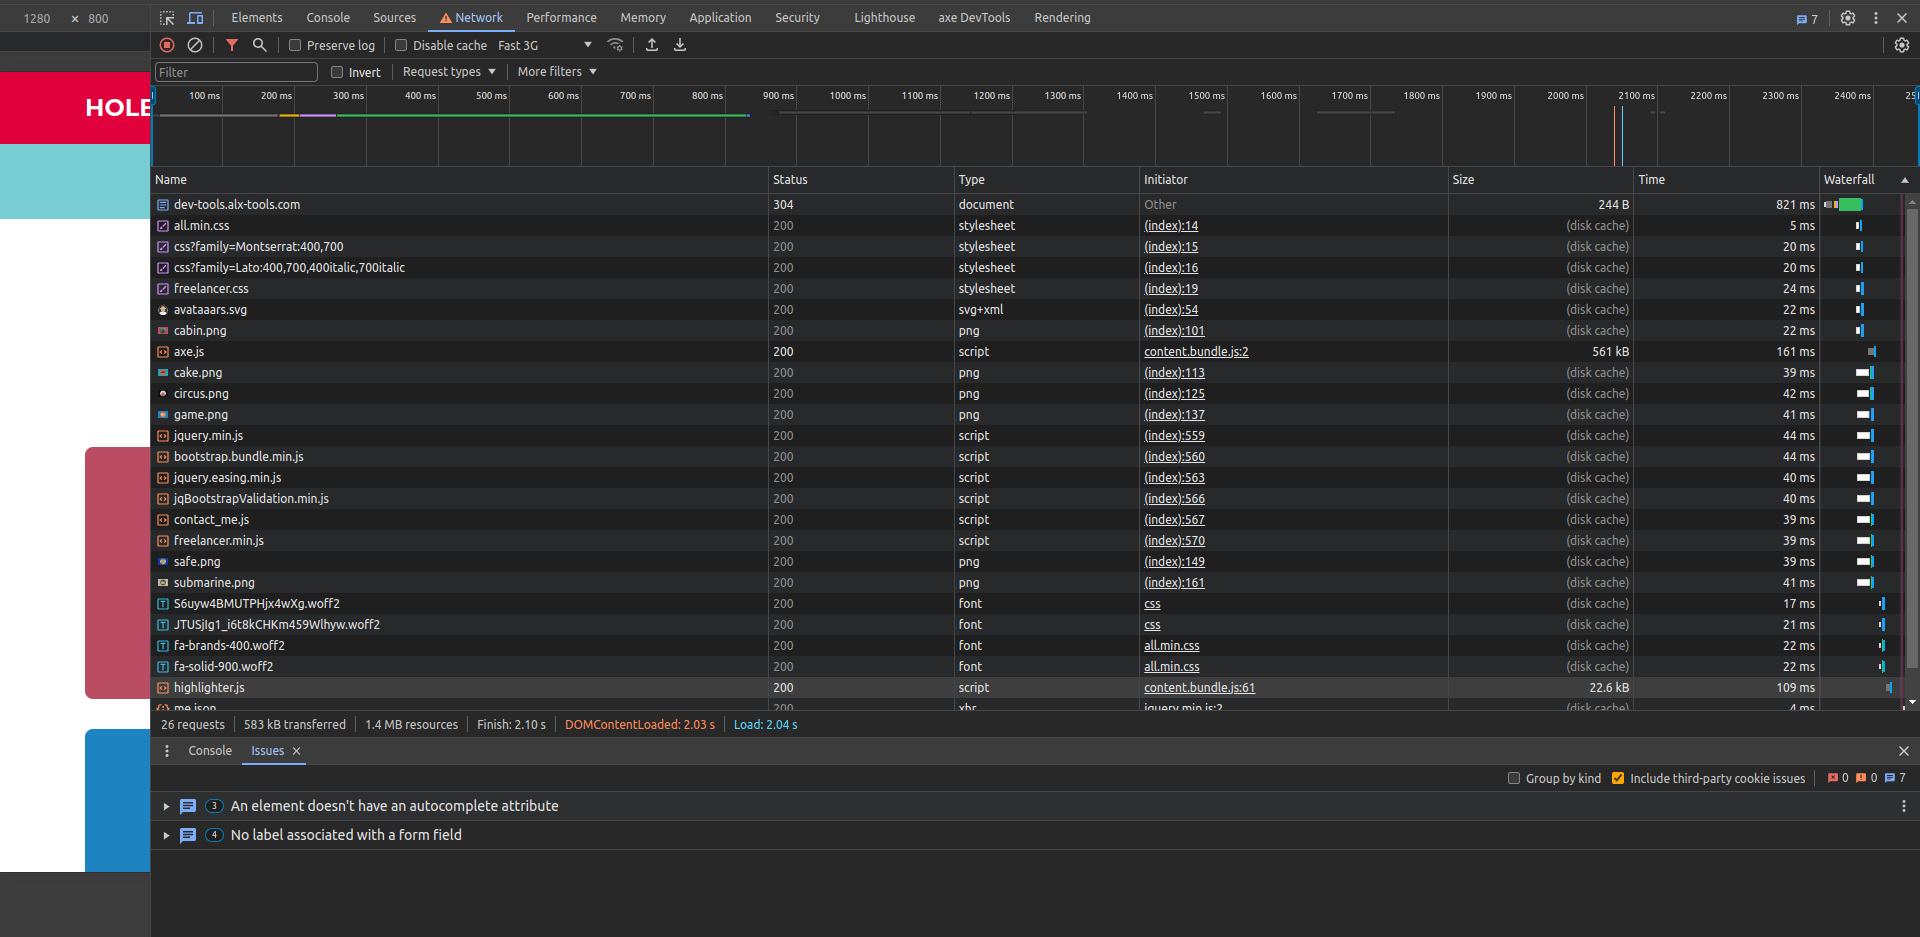 1280 × 800 Elements Console Sources Network Performance Memory Application Security Lighthouse axe DevTools Rendering 7
Preserve log Disable cache Fast 3G
Filter Invert Request types More filters
100 ms 200 ms 300 ms 400 ms 500 ms 600 ms 700 ms 800 ms 900 ms 1000 ms 1100 ms 1200 ms 1300 ms 1400 ms 1500 ms 1600 ms 1700 ms 1800 ms 1900 ms 2000 ms 2100 ms 2200 ms 2300 ms 2400 ms
HOLE
Name Status Type Initiator Size Time Waterfall
dev-tools.alx-tools.com 304 document Other 244 B 821 ms
all.min.css 200 stylesheet (index):14 (disk cache) 5 ms
css?family=Montserrat:400,700 200 stylesheet (index):15 (disk cache) 20 ms
css?family=Lato:400,700,400italic,700italic 200 stylesheet (index):16 (disk cache) 20 ms
freelancer.css 200 stylesheet (index):19 (disk cache) 24 ms
avataaars.svg 200 svg+xml (index):54 (disk cache) 22 ms
cabin.png 200 png (index):101 (disk cache) 22 ms
axe.js 200 script content.bundle.js:2 561 kB 161 ms
cake.png 200 png (index):113 (disk cache) 39 ms
circus.png 200 png (index):125 (disk cache) 42 ms
game.png 200 png (index):137 (disk cache) 41 ms
jquery.min.js 200 script (index):559 (disk cache) 44 ms
bootstrap.bundle.min.js 200 script (index):560 (disk cache) 44 ms
jquery.easing.min.js 200 script (index):563 (disk cache) 40 ms
jqBootstrapValidation.min.js 200 script (index):566 (disk cache) 40 ms
contact_me.js 200 script (index):567 (disk cache) 39 ms
freelancer.min.js 200 script (index):570 (disk cache) 39 ms
safe.png 200 png (index):149 (disk cache) 39 ms
submarine.png 200 png (index):161 (disk cache) 41 ms
S6uyw4BMUTPHjx4wXg.woff2 200 font css (disk cache) 17 ms
JTUSjIg1_i6t8kCHKm459Wlhyw.woff2 200 font css (disk cache) 21 ms
fa-brands-400.woff2 200 font all.min.css (disk cache) 22 ms
fa-solid-900.woff2 200 font all.min.css (disk cache) 22 ms
highlighter.js 200 script content.bundle.js:61 22.6 kB 109 ms
me.json 200 xhr jquery.min.js:2 (disk cache) 4 ms
26 requests 583 kB transferred 1.4 MB resources Finish: 2.10 s DOMContentLoaded: 2.03 s Load: 2.04 s
Console Issues
Group by kind Include third-party cookie issues 0 0 7
3 An element doesn't have an autocomplete attribute
4 No label associated with a form field